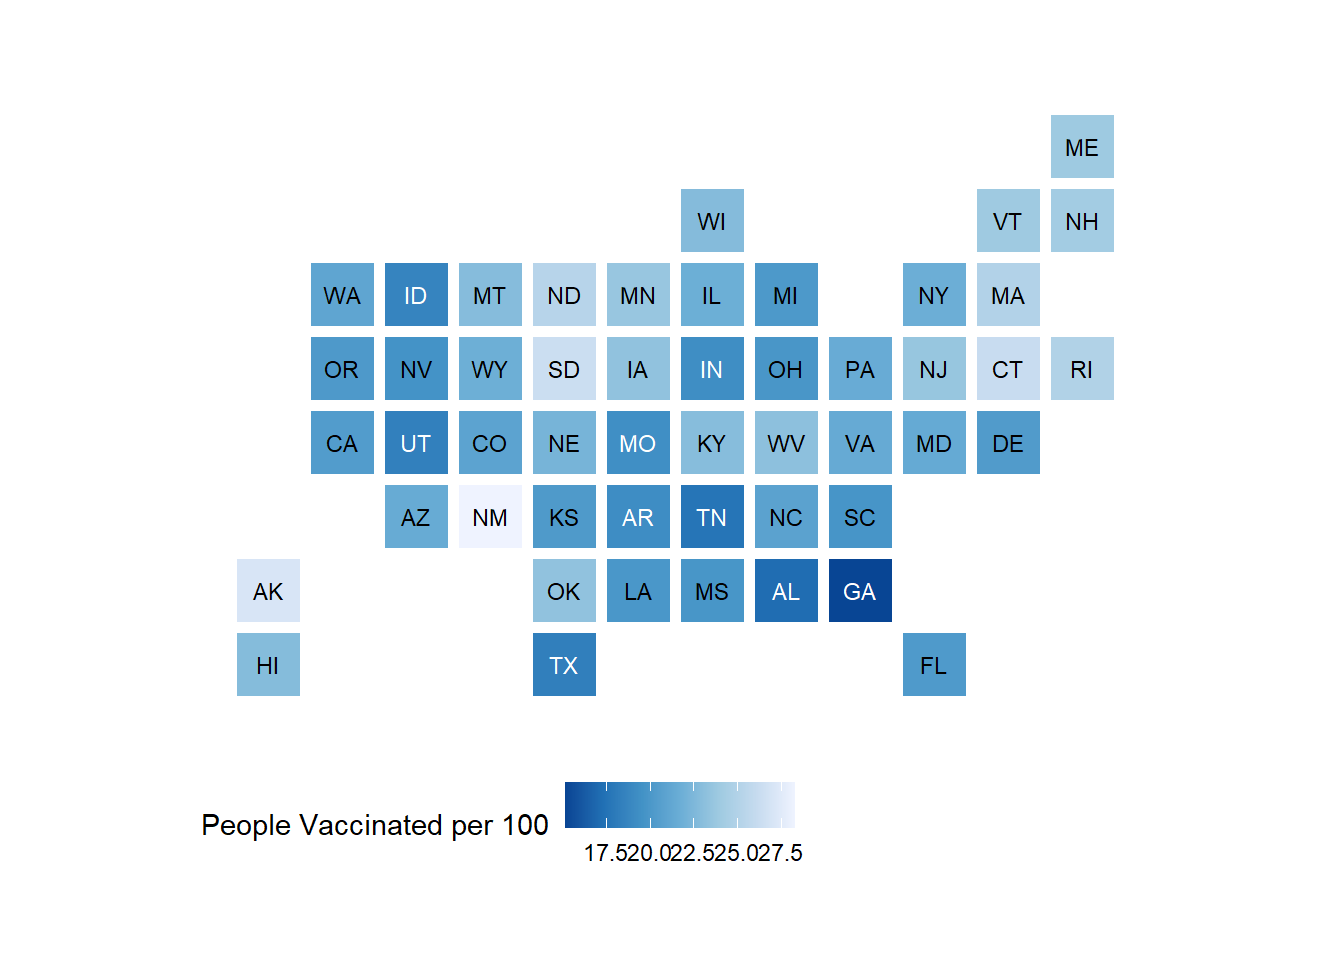 ME
WI VT NH
WA ID MT ND MN IL MI NY MA
OR NV WY SD IA IN OH PA NJ CT RI
CA UT CO NE MO KY WV VA MD DE
AZ NM KS AR TN NC SC
AK OK LA MS AL GA
HI TX FL
People Vaccinated per 100
17.520.022.525.027.5